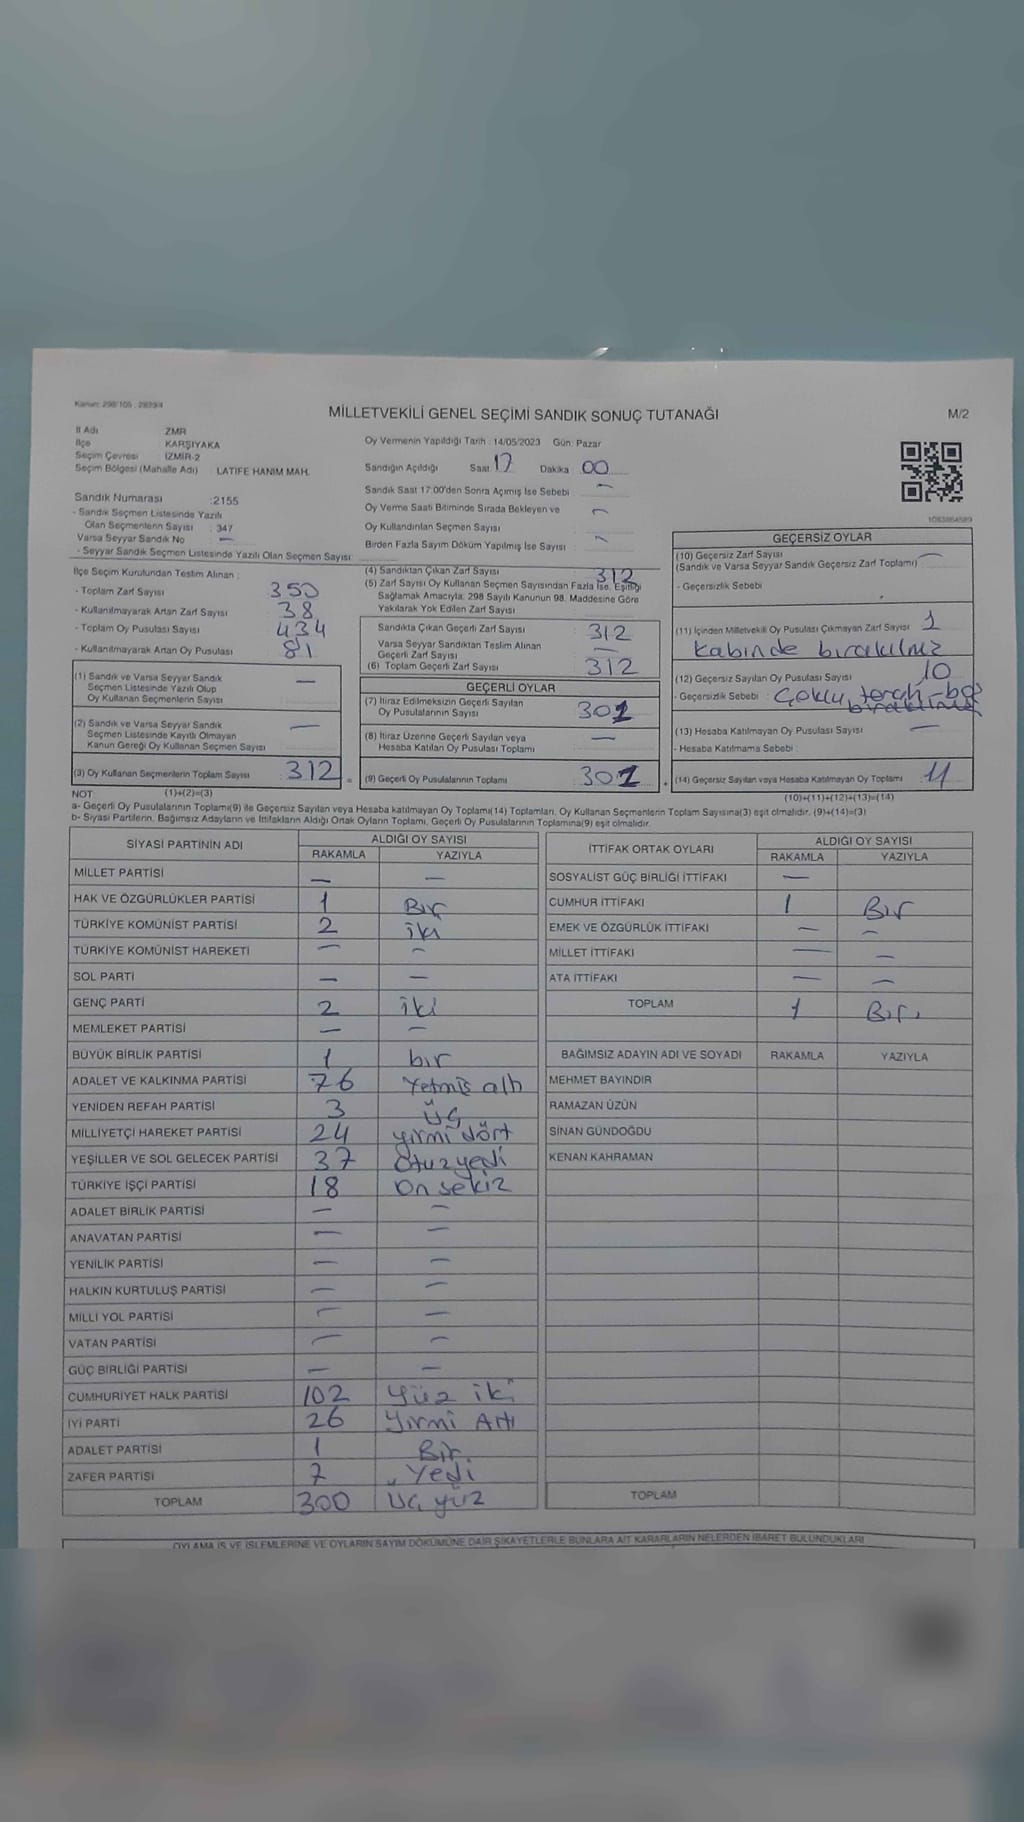 Kanun: 298/105 , 2839/4
MİLLETVEKİLİ GENEL SEÇİMİ SANDIK SONUÇ TUTANAĞI
M/2
İl Adı ZMR
İlçe KARŞIYAKA
Seçim Çevresi İZMİR-2
Seçim Bölgesi (Mahalle Adı) LATİFE HANIM MAH.
Sandık Numarası :2155
- Sandık Seçmen Listesinde Yazılı
Olan Seçmenlerin Sayısı : 347
Varsa Seyyar Sandık No —
- Seyyar Sandık Seçmen Listesinde Yazılı Olan Seçmen Sayısı:
İlçe Seçim Kurulundan Teslim Alınan :
- Toplam Zarf Sayısı 350
- Kullanılmayarak Artan Zarf Sayısı 38
- Toplam Oy Pusulası Sayısı 434
- Kullanılmayarak Artan Oy Pusulası 81
(1) Sandık ve Varsa Seyyar Sandık
Seçmen Listesinde Yazılı Olup
Oy Kullanan Seçmenlerin Sayısı —
(2) Sandık ve Varsa Seyyar Sandık
Seçmen Listesinde Kayıtlı Olmayan
Kanun Gereği Oy Kullanan Seçmen Sayısı —
(3) Oy Kullanan Seçmenlerin Toplam Sayısı 312
Oy Vermenin Yapıldığı Tarih : 14/05/2023 Gün: Pazar
Sandığın Açıldığı Saat 17 Dakika 00
Sandık Saat 17:00'den Sonra Açımış İse Sebebi —
Oy Verme Saati Bitiminde Sırada Bekleyen ve
Oy Kullandırılan Seçmen Sayısı —
Birden Fazla Sayım Döküm Yapılmış İse Sayısı —
(4) Sandıktan Çıkan Zarf Sayısı 312
(5) Zarf Sayısı Oy Kullanan Seçmen Sayısından Fazla İse, Eşitliği
Sağlamak Amacıyla: 298 Sayılı Kanunun 98. Maddesine Göre
Yakılarak Yok Edilen Zarf Sayısı
Sandıkta Çıkan Geçerli Zarf Sayısı 312
Varsa Seyyar Sandıktan Teslim Alınan
Geçerli Zarf Sayısı —
(6) Toplam Geçerli Zarf Sayısı 312
GEÇERLİ OYLAR
(7) İtiraz Edilmeksizin Geçerli Sayılan
Oy Pusulalarının Sayısı 301
(8) İtiraz Üzerine Geçerli Sayılan veya
Hesaba Katılan Oy Pusulası Toplamı —
(9) Geçerli Oy Pusulalarının Toplamı 301
GEÇERSİZ OYLAR
(10) Geçersiz Zarf Sayısı —
(Sandık ve Varsa Seyyar Sandık Geçersiz Zarf Toplamı)
- Geçersizlik Sebebi
(11) İçinden Milletvekili Oy Pusulası Çıkmayan Zarf Sayısı 1
kabinde bırakılmız
(12) Geçersiz Sayılan Oy Pusulası Sayısı 10
- Geçersizlik Sebebi : Çoklu tercih - boş
(13) Hesaba Katılmayan Oy Pusulası Sayısı —
- Hesaba Katılmama Sebebi
(14) Geçersiz Sayılan veya Hesaba Katılmayan Oy Toplamı 11
NOT: (1)+(2)=(3)
(10)+(11)+(12)+(13)=(14)
a- Geçerli Oy Pusulalarının Toplamı(9) ile Geçersiz Sayılan veya Hesaba katılmayan Oy Toplamı(14) Toplamları, Oy Kullanan Seçmenlerin Toplam Sayısına(3) eşit olmalıdır. (9)+(14)=(3)
b- Siyasi Partilerin, Bağımsız Adayların ve İttifakların Aldığı Ortak Oyların Toplamı, Geçerli Oy Pusulalarının Toplamına(9) eşit olmalıdır.
SİYASİ PARTİNİN ADI ALDIĞI OY SAYISI
RAKAMLA YAZIYLA
MİLLET PARTİSİ — —
HAK VE ÖZGÜRLÜKLER PARTİSİ 1 Bir
TÜRKİYE KOMÜNİST PARTİSİ 2 iki
TÜRKİYE KOMÜNİST HAREKETİ — —
SOL PARTİ — —
GENÇ PARTİ 2 iki
MEMLEKET PARTİSİ — —
BÜYÜK BİRLİK PARTİSİ 1 bir
ADALET VE KALKINMA PARTİSİ 76 Yetmiş altı
YENİDEN REFAH PARTİSİ 3 üç
MİLLİYETÇİ HAREKET PARTİSİ 24 yirmi dört
YEŞİLLER VE SOL GELECEK PARTİSİ 37 Otuz yedi
TÜRKİYE İŞÇİ PARTİSİ 18 On sekiz
ADALET BİRLİK PARTİSİ — —
ANAVATAN PARTİSİ — —
YENİLİK PARTİSİ — —
HALKIN KURTULUŞ PARTİSİ — —
MİLLİ YOL PARTİSİ — —
VATAN PARTİSİ — —
GÜÇ BİRLİĞİ PARTİSİ — —
CUMHURİYET HALK PARTİSİ 102 Yüz iki
İYİ PARTİ 26 Yirmi Altı
ADALET PARTİSİ 1 Bir
ZAFER PARTİSİ 7 Yedi
TOPLAM 300 Üç yüz
İTTİFAK ORTAK OYLARI ALDIĞI OY SAYISI
RAKAMLA YAZIYLA
SOSYALİST GÜÇ BİRLİĞİ İTTİFAKI —
CUMHUR İTTİFAKI 1 Bir
EMEK VE ÖZGÜRLÜK İTTİFAKI — —
MİLLET İTTİFAKI — —
ATA İTTİFAKI — —
TOPLAM 1 Bir
BAĞIMSIZ ADAYIN ADI VE SOYADI RAKAMLA YAZIYLA
MEHMET BAYINDIR
RAMAZAN ÜZÜN
SİNAN GÜNDOĞDU
KENAN KAHRAMAN
TOPLAM
OYLAMA İŞ VE İŞLEMLERİNE VE OYLARIN SAYIM DÖKÜMÜNE DAİR ŞİKAYETLERLE BUNLARA AİT KARARLARIN NELERDEN İBARET BULUNDUKLARI